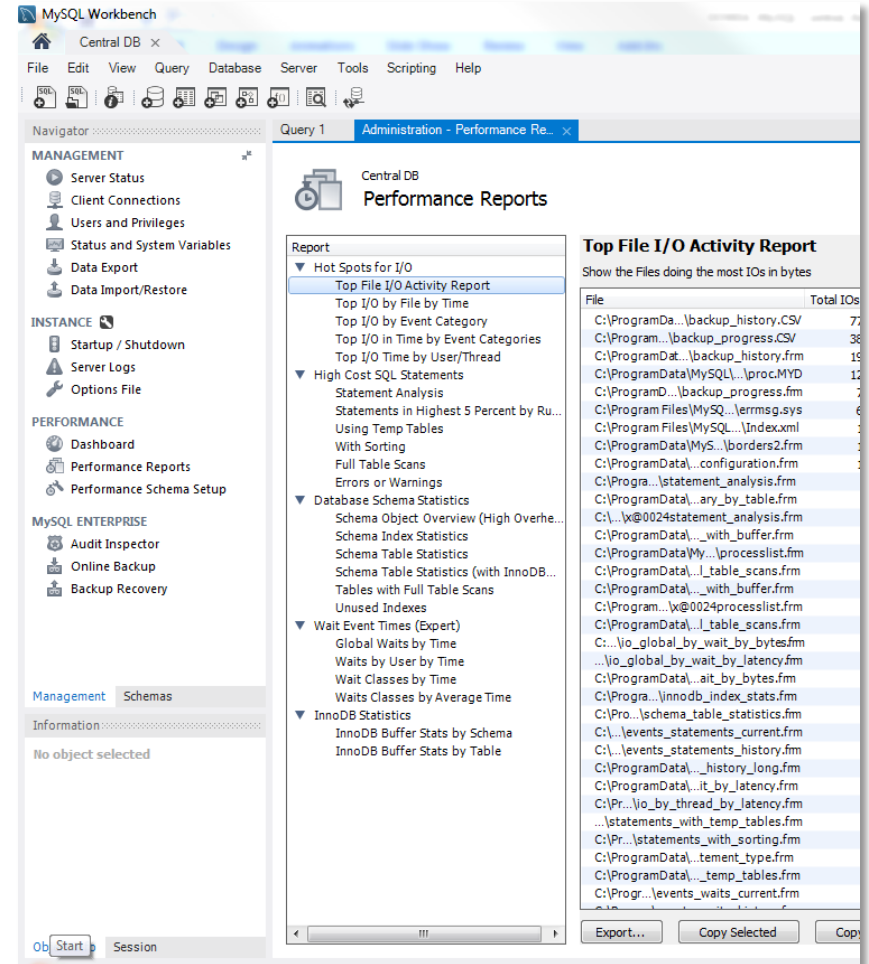 MySQL Workbench
Central DB ×
File Edit View Query Database Server Tools Scripting Help
Navigator
MANAGEMENT
Server Status
Client Connections
Users and Privileges
Status and System Variables
Data Export
Data Import/Restore
INSTANCE
Startup / Shutdown
Server Logs
Options File
PERFORMANCE
Dashboard
Performance Reports
Performance Schema Setup
MySQL ENTERPRISE
Audit Inspector
Online Backup
Backup Recovery
Management Schemas
Information
No object selected
Start
Session
Query 1 Administration - Performance Re... ×
Central DB
Performance Reports
Report
Hot Spots for I/O
Top File I/O Activity Report
Top I/O by File by Time
Top I/O by Event Category
Top I/O in Time by Event Categories
Top I/O Time by User/Thread
High Cost SQL Statements
Statement Analysis
Statements in Highest 5 Percent by Ru...
Using Temp Tables
With Sorting
Full Table Scans
Errors or Warnings
Database Schema Statistics
Schema Object Overview (High Overhe...
Schema Index Statistics
Schema Table Statistics
Schema Table Statistics (with InnoDB...
Tables with Full Table Scans
Unused Indexes
Wait Event Times (Expert)
Global Waits by Time
Waits by User by Time
Wait Classes by Time
Waits Classes by Average Time
InnoDB Statistics
InnoDB Buffer Stats by Schema
InnoDB Buffer Stats by Table
Top File I/O Activity Report
Show the Files doing the most IOs in bytes
File Total IOs
C:\ProgramDa...\backup_history.CSV 77
C:\Program...\backup_progress.CSV 38
C:\ProgramDat...\backup_history.frm 19
C:\ProgramData\MySQL\...\proc.MYD 12
C:\ProgramD...\backup_progress.frm
C:\Program Files\MySQ...\errmsg.sys
C:\Program Files\MySQL...\Index.xml
C:\ProgramData\MyS...\borders2.frm
C:\ProgramData\...configuration.frm
C:\Progra...\statement_analysis.frm
C:\ProgramData\...ary_by_table.frm
C:\...\x@0024statement_analysis.frm
C:\ProgramData\..._with_buffer.frm
C:\ProgramData\My...\processlist.frm
C:\ProgramData\...l_table_scans.frm
C:\ProgramData\..._with_buffer.frm
C:\Program...\x@0024processlist.frm
C:\ProgramData\...l_table_scans.frm
C:...\io_global_by_wait_by_bytes.frm
...\io_global_by_wait_by_latency.frm
C:\ProgramData\...ait_by_bytes.frm
C:\Progra...\innodb_index_stats.frm
C:\Pro...\schema_table_statistics.frm
C:\...\events_statements_current.frm
C:\...\events_statements_history.frm
C:\ProgramData\..._history_long.frm
C:\ProgramData\...it_by_latency.frm
C:\Pr...\io_by_thread_by_latency.frm
...\statements_with_temp_tables.frm
C:\Pr...\statements_with_sorting.frm
C:\ProgramData\...tement_type.frm
C:\ProgramData\..._temp_tables.frm
C:\Progr...\events_waits_current.frm
Export... Copy Selected Copy